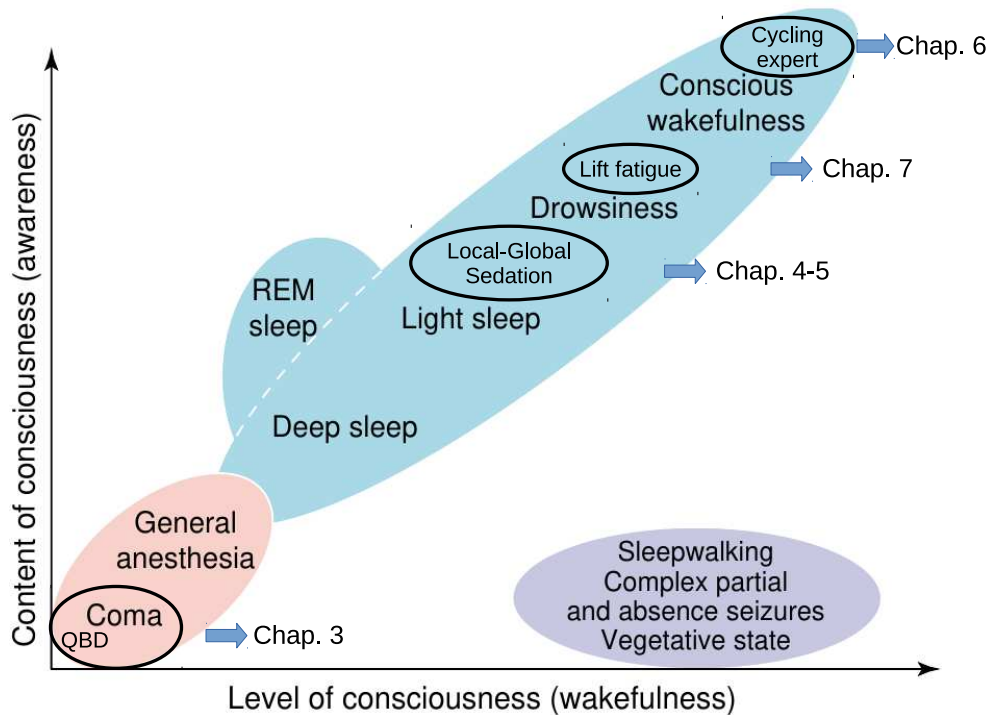 Cycling
expert
Chap. 6
Conscious
wakefulness
Lift fatigue
Chap. 7
Drowsiness
Local-Global
Sedation
Chap. 4-5
REM
sleep
Light sleep
Deep sleep
General
anesthesia
Coma
QBD
Chap. 3
Sleepwalking
Complex partial
and absence seizures
Vegetative state
Content of consciousness (awareness)
Level of consciousness (wakefulness)